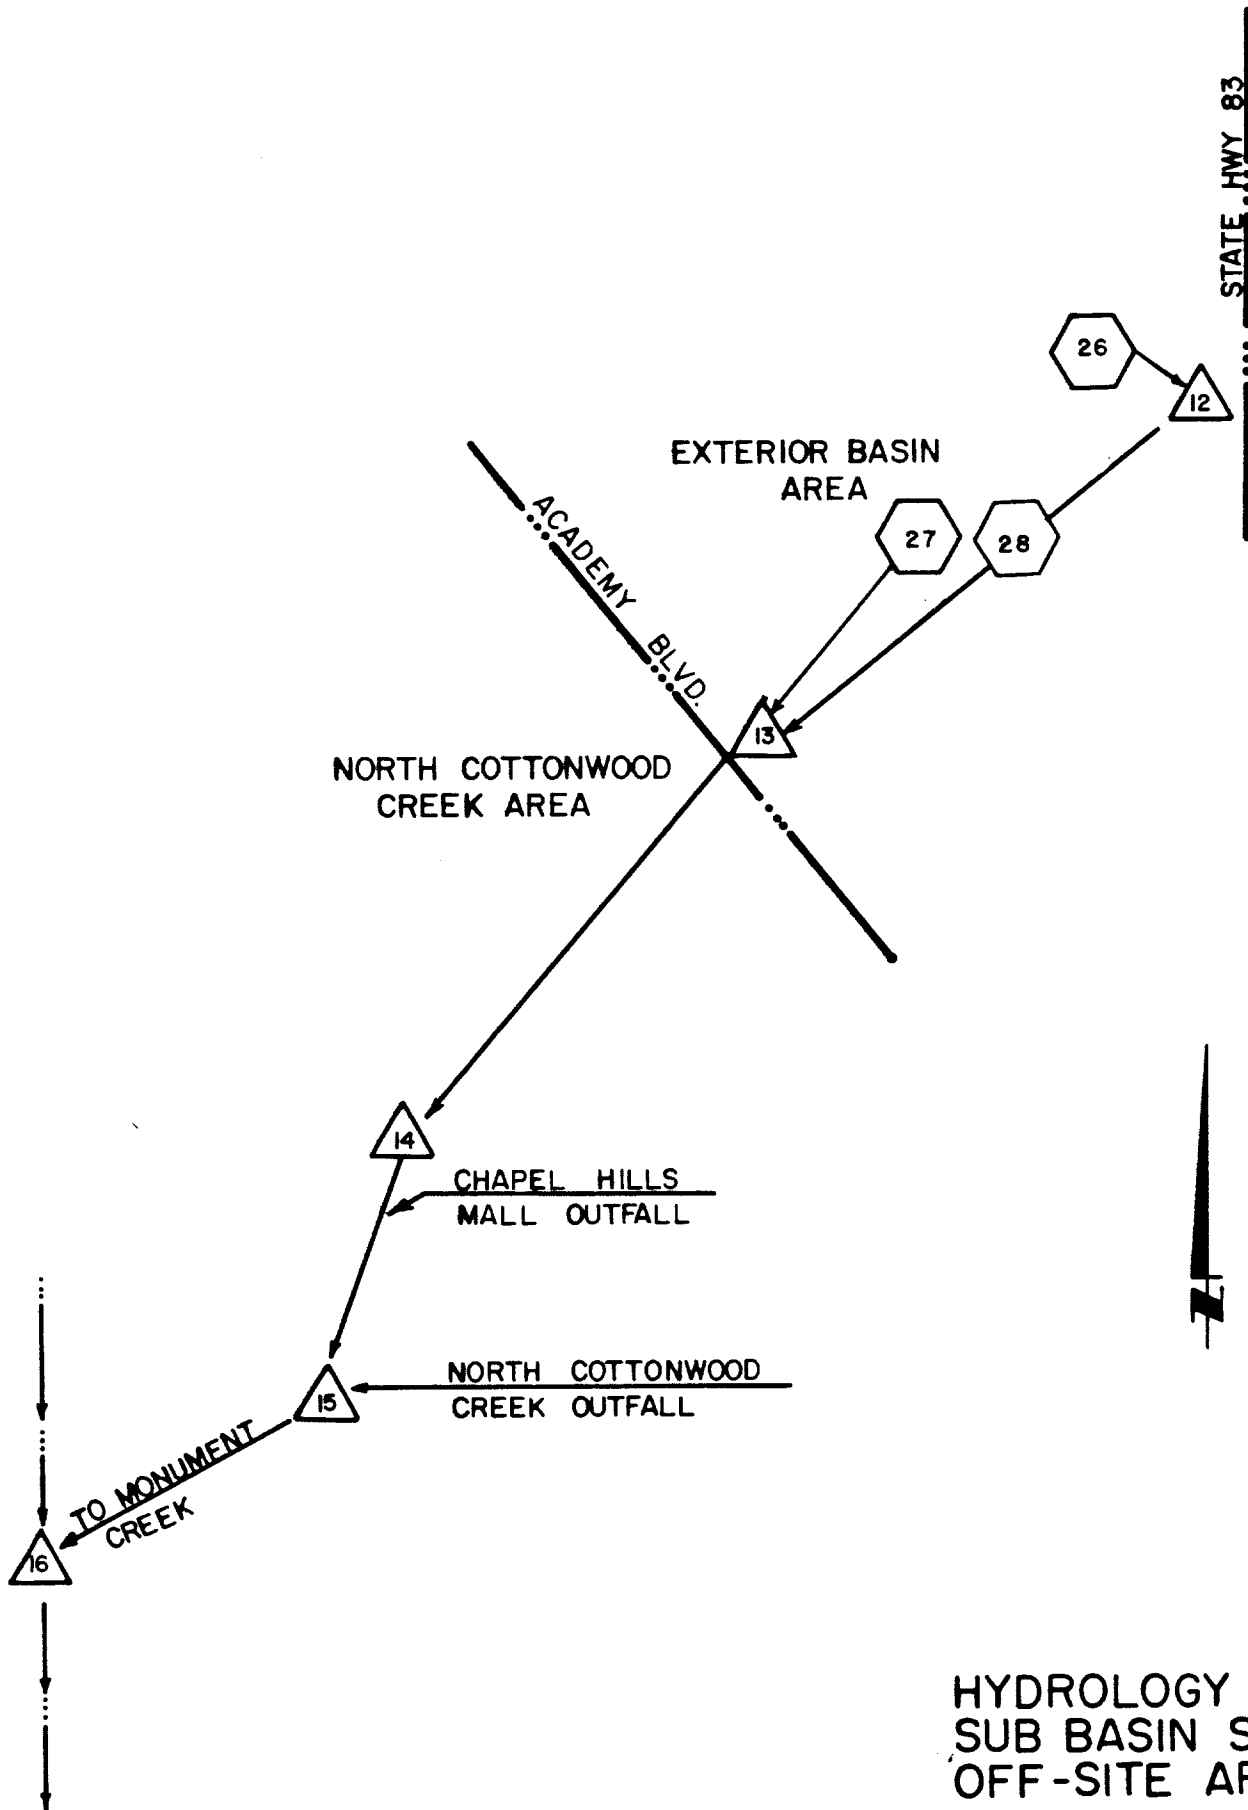 STATE HWY 83
26
12
EXTERIOR BASIN
AREA
27
28
ACADEMY BLVD.
13
NORTH COTTONWOOD
CREEK AREA
14
CHAPEL HILLS
MALL OUTFALL
N
NORTH COTTONWOOD
CREEK OUTFALL
15
TO MONUMENT
CREEK
16
HYDROLOGY
SUB BASIN S
OFF-SITE AR